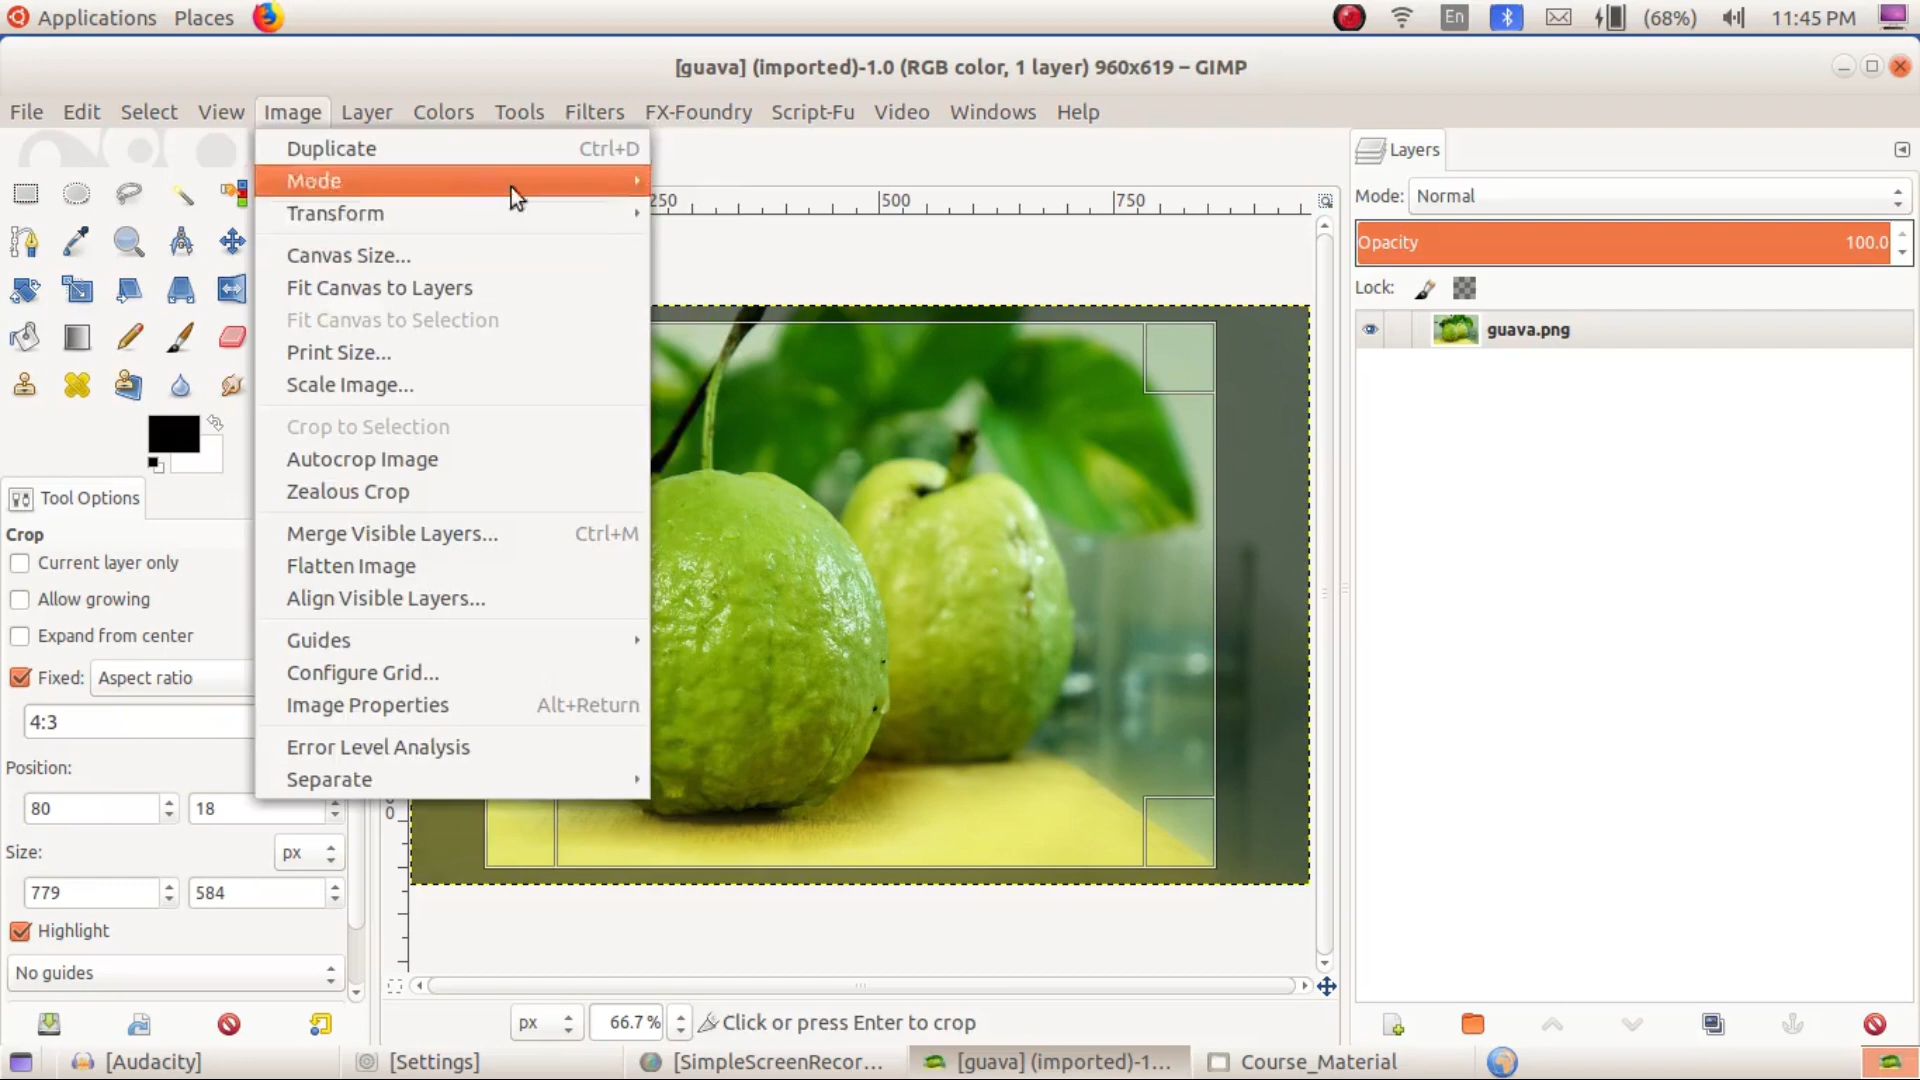 Applications Places En (68%) 11:45 PM
[guava] (imported)-1.0 (RGB color, 1 layer) 960x619 – GIMP
File Edit Select View Image Layer Colors Tools Filters FX-Foundry Script-Fu Video Windows Help
Duplicate Ctrl+D
Mode
Transform
Canvas Size...
Fit Canvas to Layers
Fit Canvas to Selection
Print Size...
Scale Image...
Crop to Selection
Autocrop Image
Zealous Crop
Merge Visible Layers... Ctrl+M
Flatten Image
Align Visible Layers...
Guides
Configure Grid...
Image Properties Alt+Return
Error Level Analysis
Separate
250 500 750
Layers
Mode: Normal
Opacity 100.0
Lock:
guava.png
Tool Options
Crop
Current layer only
Allow growing
Expand from center
Fixed: Aspect ratio
4:3
Position:
80 18
Size: px
779 584
Highlight
No guides
0
px 66.7 % Click or press Enter to crop
[Audacity] [Settings] [SimpleScreenRecor... [guava] (imported)-1... Course_Material